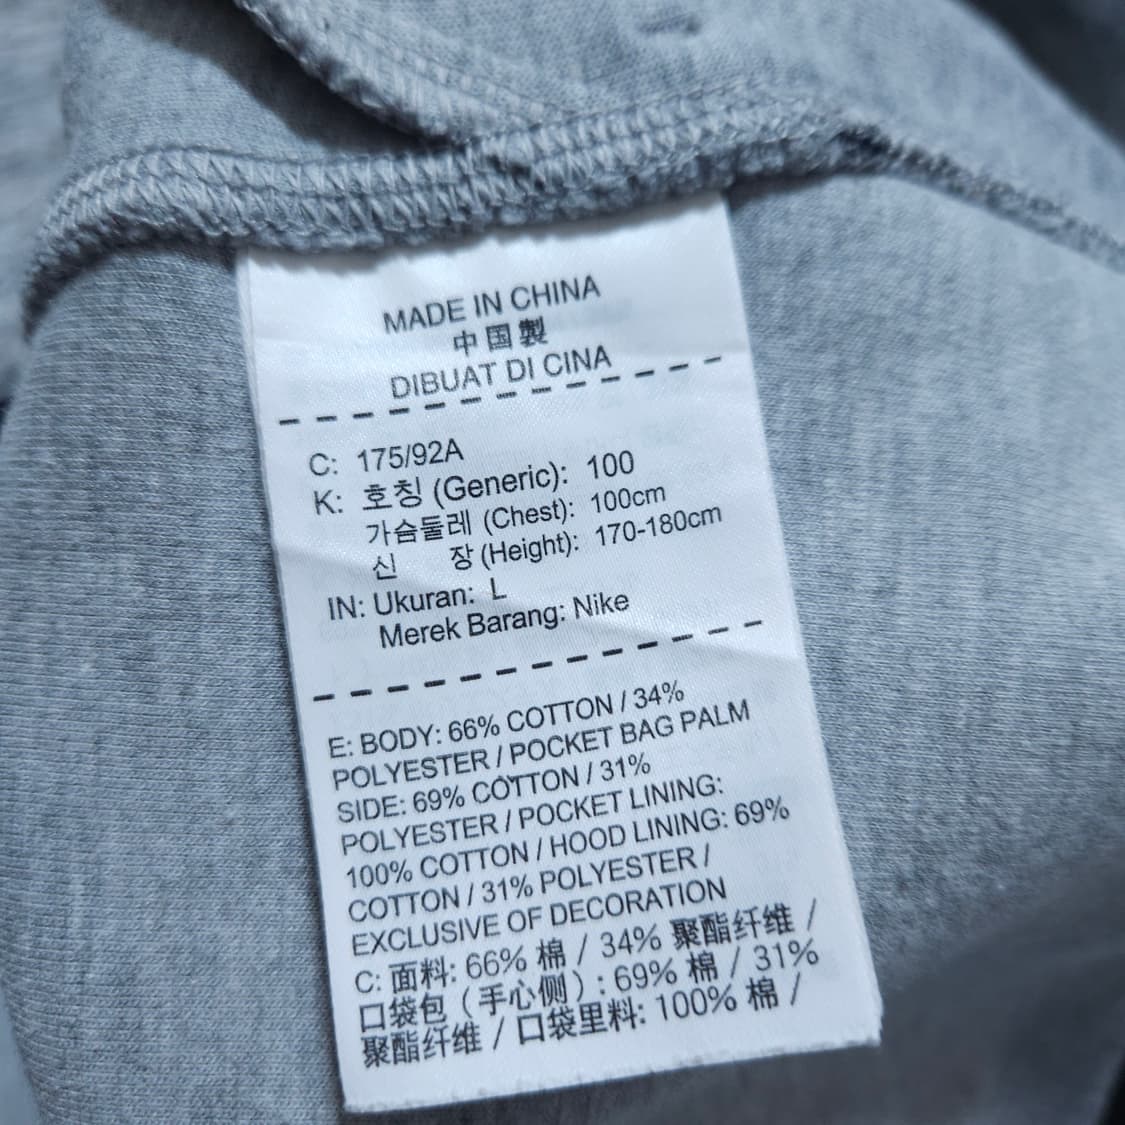 MADE IN CHINA
中国製
DIBUAT DI CINA
C: 175/92A
K: 호칭 (Generic): 100
가슴둘레 (Chest): 100cm
신 장 (Height): 170-180cm
IN: Ukuran: L
Merek Barang: Nike
E: BODY: 66% COTTON / 34%
POLYESTER / POCKET BAG PALM
SIDE: 69% COTTON / 31%
POLYESTER / POCKET LINING:
100% COTTON / HOOD LINING: 69%
COTTON / 31% POLYESTER /
EXCLUSIVE OF DECORATION
C: 面料: 66% 棉 / 34% 聚酯纤维 /
口袋包（手心侧）: 69% 棉 / 31%
聚酯纤维 / 口袋里料: 100% 棉 /